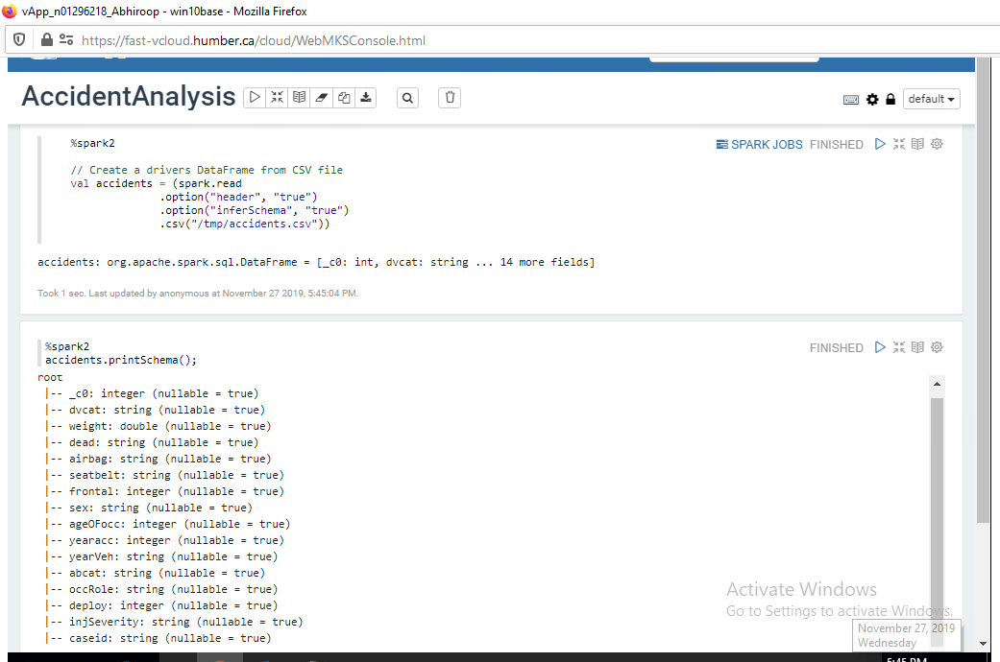 vApp_n01296218_Abhiroop - win10base - Mozilla Firefox
https://fast-vcloud.humber.ca/cloud/WebMKSConsole.html
AccidentAnalysis
default
%spark2
SPARK JOBS FINISHED
// Create a drivers DataFrame from CSV file
val accidents = (spark.read
.option("header", "true")
.option("inferSchema", "true")
.csv("/tmp/accidents.csv"))
accidents: org.apache.spark.sql.DataFrame = [_c0: int, dvcat: string ... 14 more fields]
Took 1 sec. Last updated by anonymous at November 27 2019, 5:45:04 PM.
%spark2
FINISHED
accidents.printSchema();
root
|-- _c0: integer (nullable = true)
|-- dvcat: string (nullable = true)
|-- weight: double (nullable = true)
|-- dead: string (nullable = true)
|-- airbag: string (nullable = true)
|-- seatbelt: string (nullable = true)
|-- frontal: integer (nullable = true)
|-- sex: string (nullable = true)
|-- ageOFocc: integer (nullable = true)
|-- yearacc: integer (nullable = true)
|-- yearVeh: string (nullable = true)
|-- abcat: string (nullable = true)
|-- occRole: string (nullable = true)
|-- deploy: integer (nullable = true)
|-- injSeverity: string (nullable = true)
|-- caseid: string (nullable = true)
Activate Windows
Go to Settings to activate Windows.
November 27, 2019
Wednesday
5:45 PM